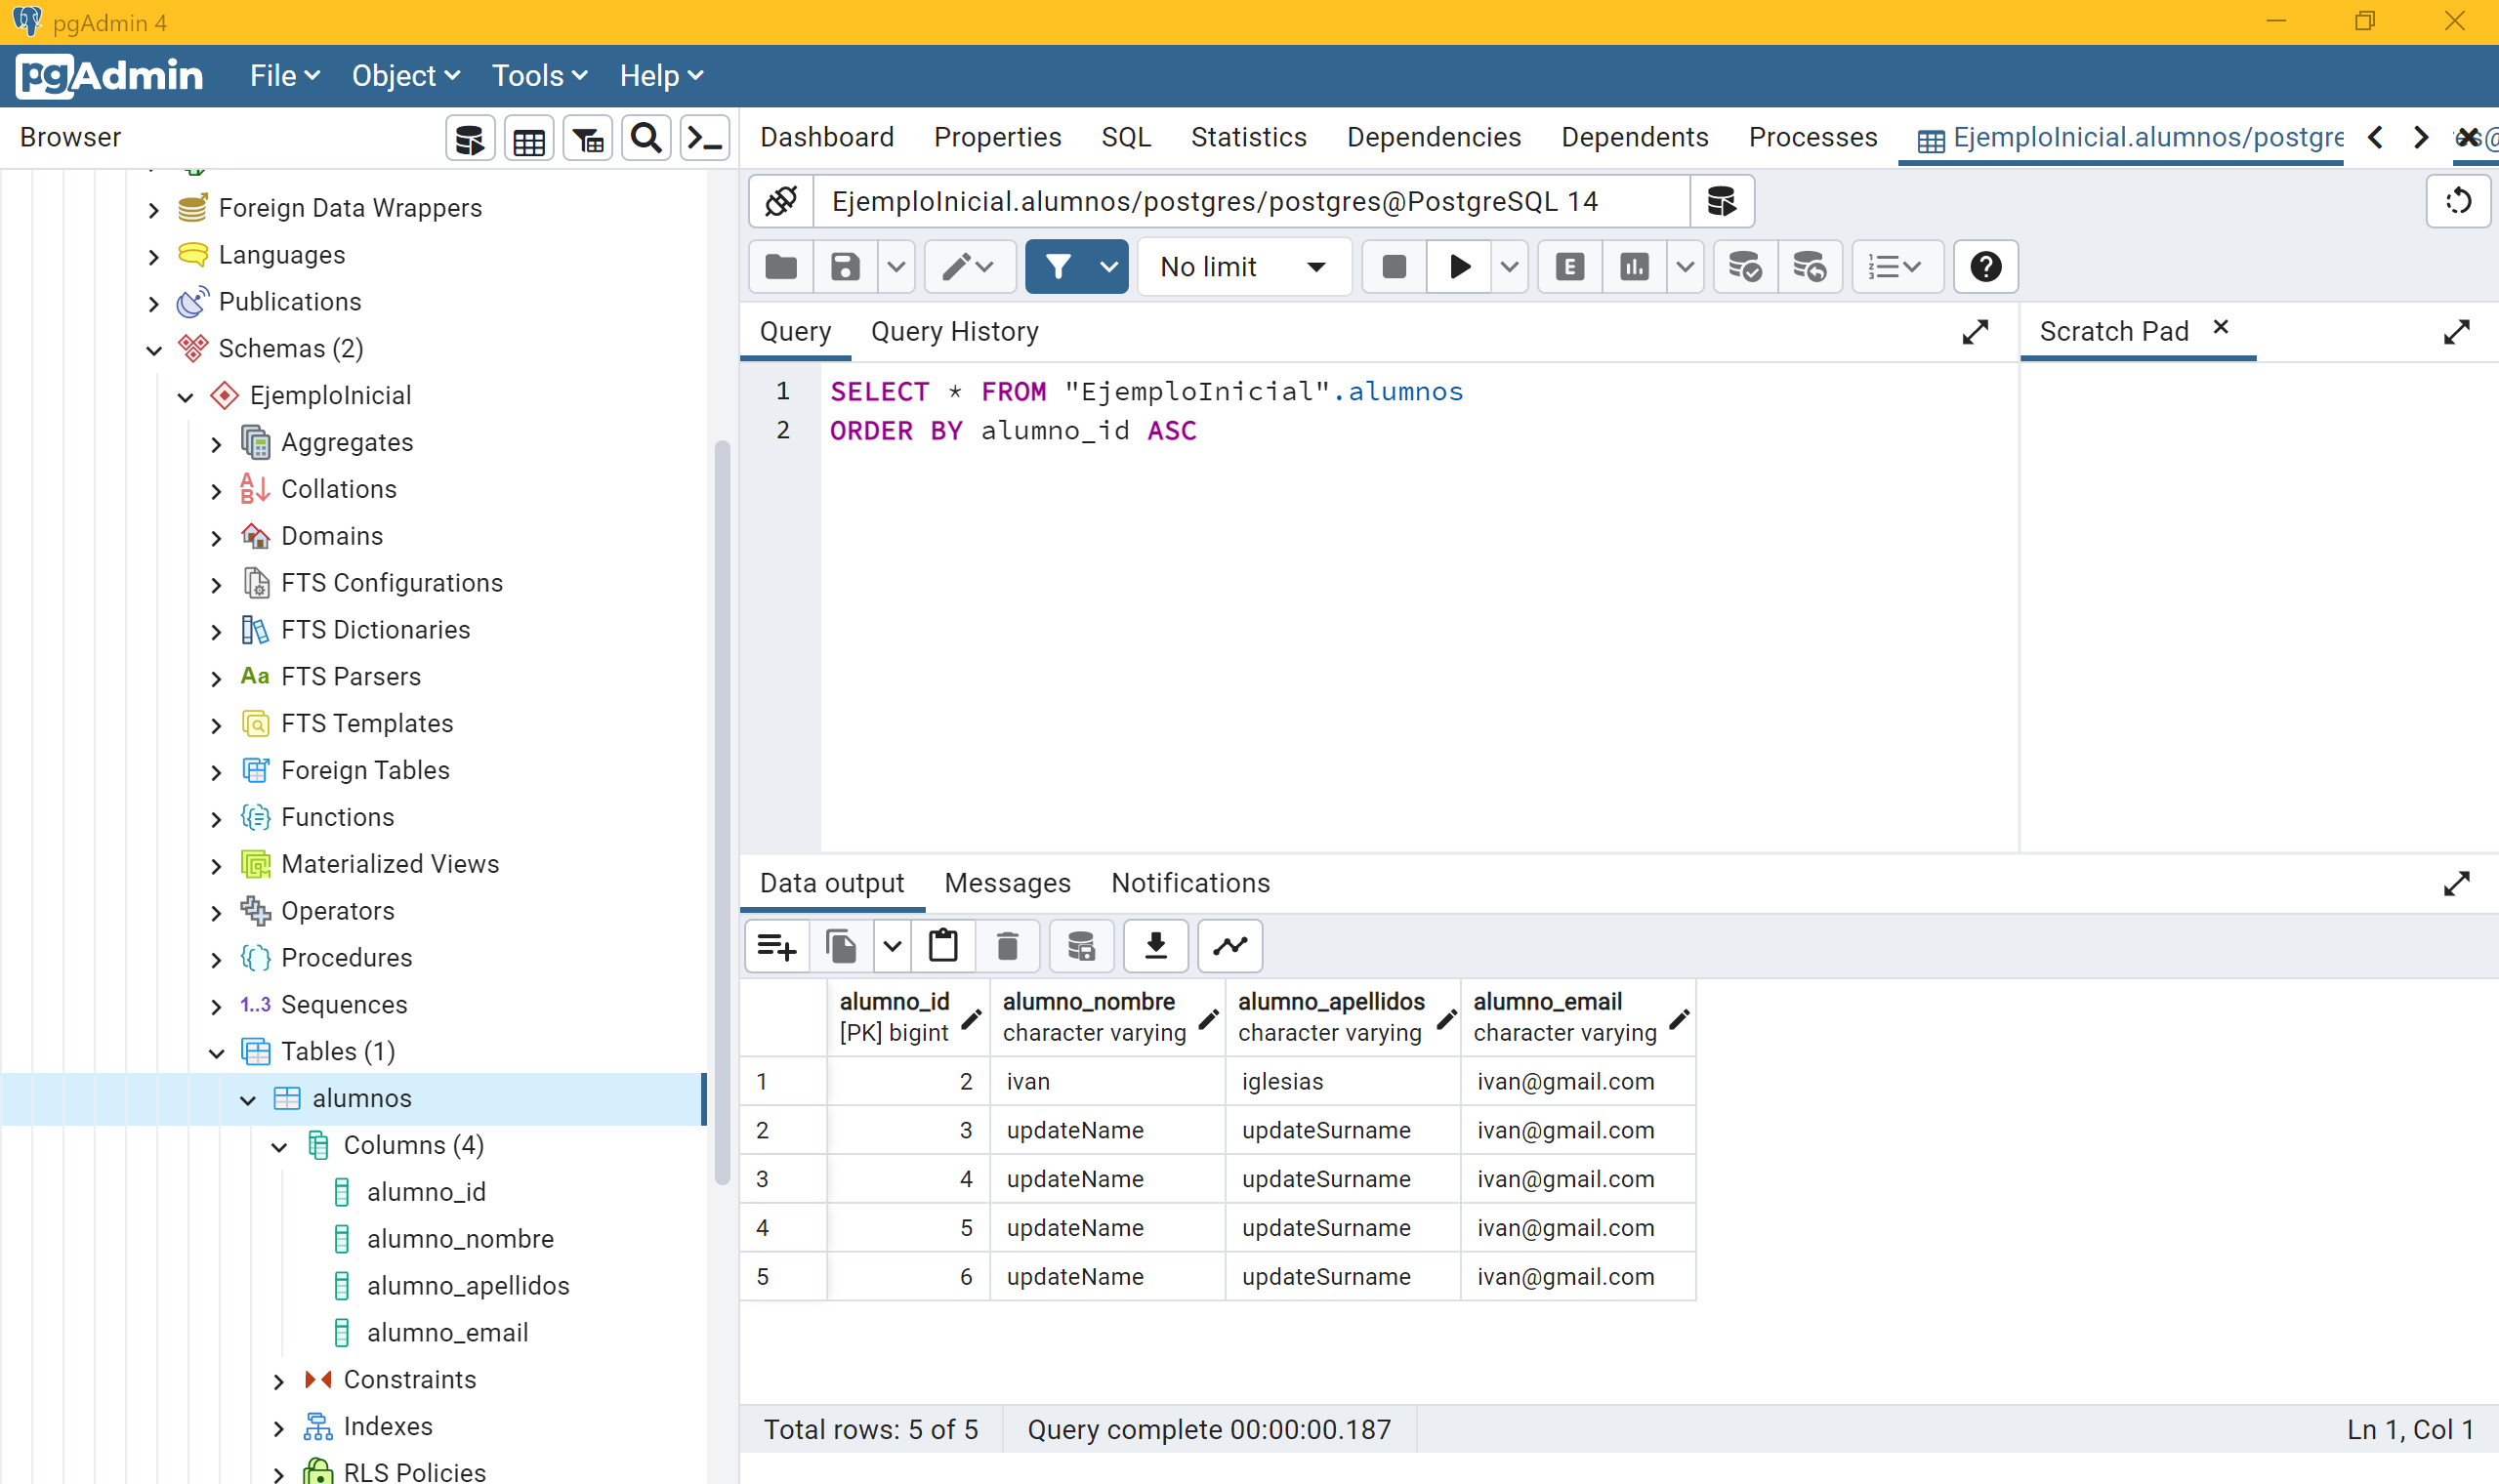 pgAdmin 4
pgAdmin File Object Tools Help
Browser
Dashboard Properties SQL Statistics Dependencies Dependents Processes EjemploInicial.alumnos/postgre
Foreign Data Wrappers
Languages
Publications
Schemas (2)
EjemploInicial
Aggregates
Collations
Domains
FTS Configurations
FTS Dictionaries
Aa FTS Parsers
FTS Templates
Foreign Tables
Functions
Materialized Views
Operators
Procedures
1..3 Sequences
Tables (1)
alumnos
Columns (4)
alumno_id
alumno_nombre
alumno_apellidos
alumno_email
Constraints
Indexes
RLS Policies
EjemploInicial.alumnos/postgres/postgres@PostgreSQL 14
No limit
E
Query Query History
Scratch Pad
1 SELECT * FROM "EjemploInicial".alumnos
2 ORDER BY alumno_id ASC
Data output Messages Notifications
alumno_id alumno_nombre alumno_apellidos alumno_email
[PK] bigint character varying character varying character varying
1 2 ivan iglesias ivan@gmail.com
2 3 updateName updateSurname ivan@gmail.com
3 4 updateName updateSurname ivan@gmail.com
4 5 updateName updateSurname ivan@gmail.com
5 6 updateName updateSurname ivan@gmail.com
Total rows: 5 of 5 Query complete 00:00:00.187 Ln 1, Col 1